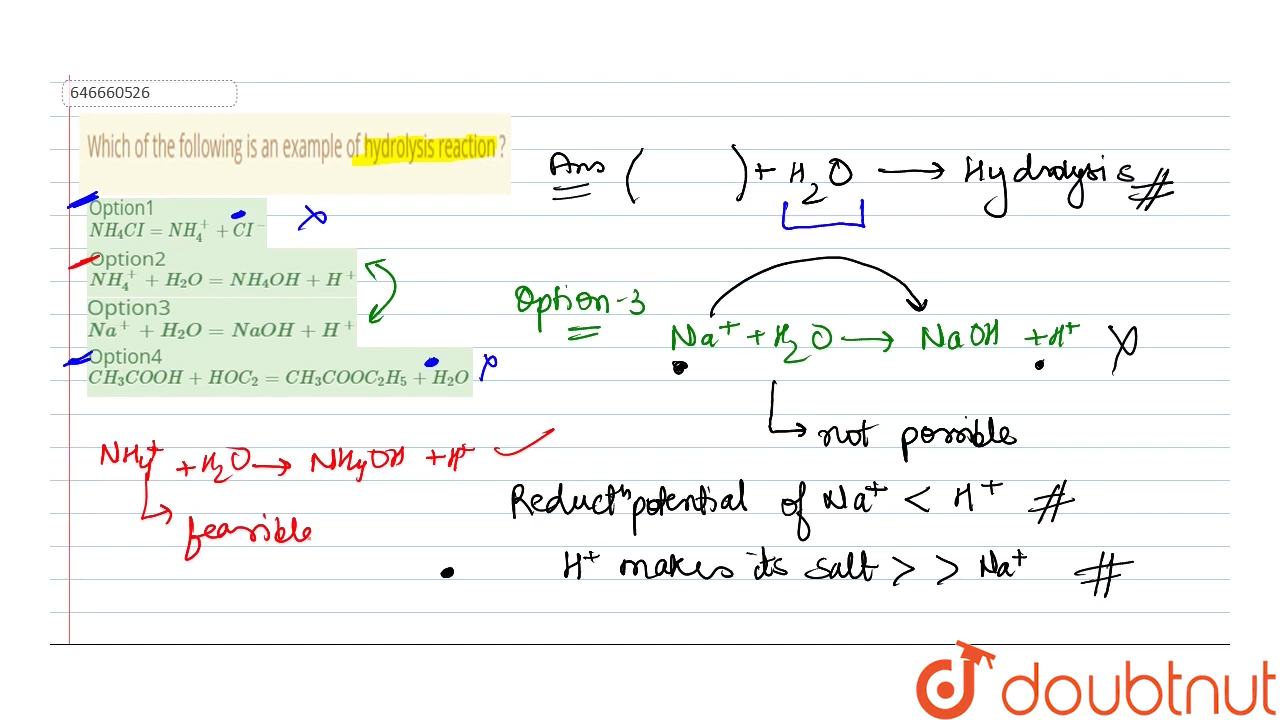 646660526
Which of the following is an example of hydrolysis reaction ?
Option1
NH₄CI = NH₄⁺ + CI⁻
Option2
NH₄⁺ + H₂O = NH₄OH + H⁺
Option3
Na⁺ + H₂O = NaOH + H⁺
Option4
CH₃COOH + HOC₂ = CH₃COOC₂H₅ + H₂O
Ans ( ) + H₂O → Hydrolysis #
Option-3
Na⁺ + H₂O → NaOH + H⁺ X
↳ not possible
NH₄⁺ + H₂O → NH₄OH + H⁺ ✓
↳ feasible
Reductⁿ potential of Na⁺ < H⁺ #
H⁺ makes its salt > > Na⁺ #
doubtnut